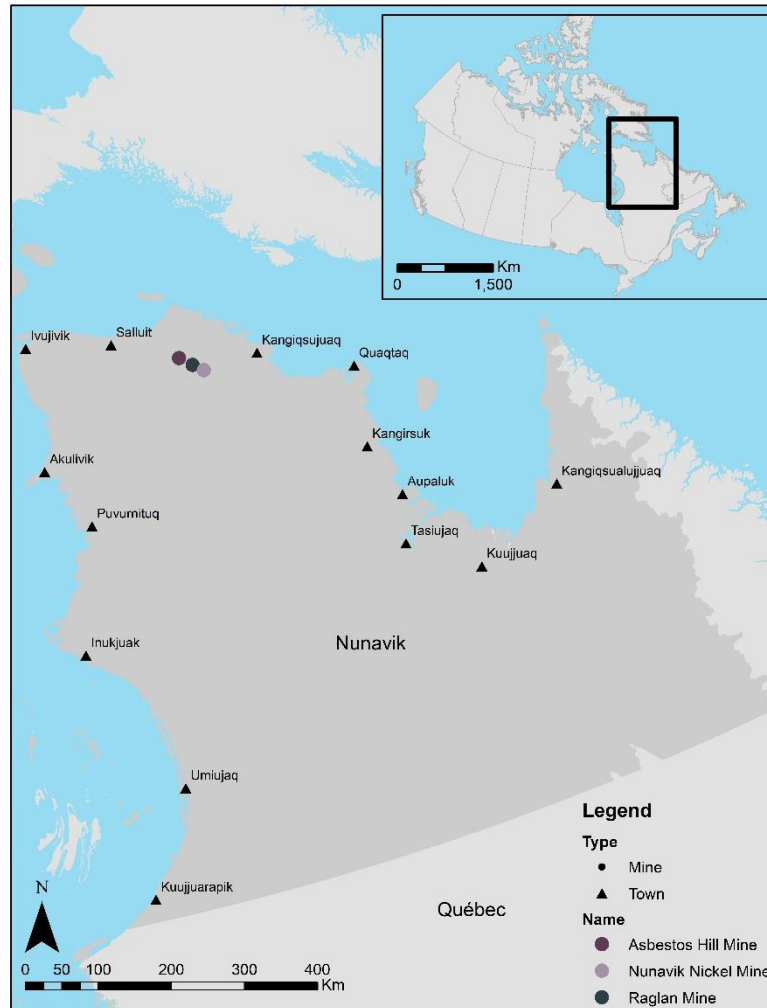 Km
0 1,500
Ivujivik
Salluit
Kangiqsujuaq
Quaqtaq
Akulivik
Kangirsuk
Kangiqsualujjuaq
Aupaluk
Puvurnituq
Tasiujaq
Kuujjuaq
Inukjuak
Nunavik
Umiujaq
Kuujjuarapik
Québec
N
0 50 100 200 300 400
Km
Legend
Type
Mine
Town
Name
Asbestos Hill Mine
Nunavik Nickel Mine
Raglan Mine